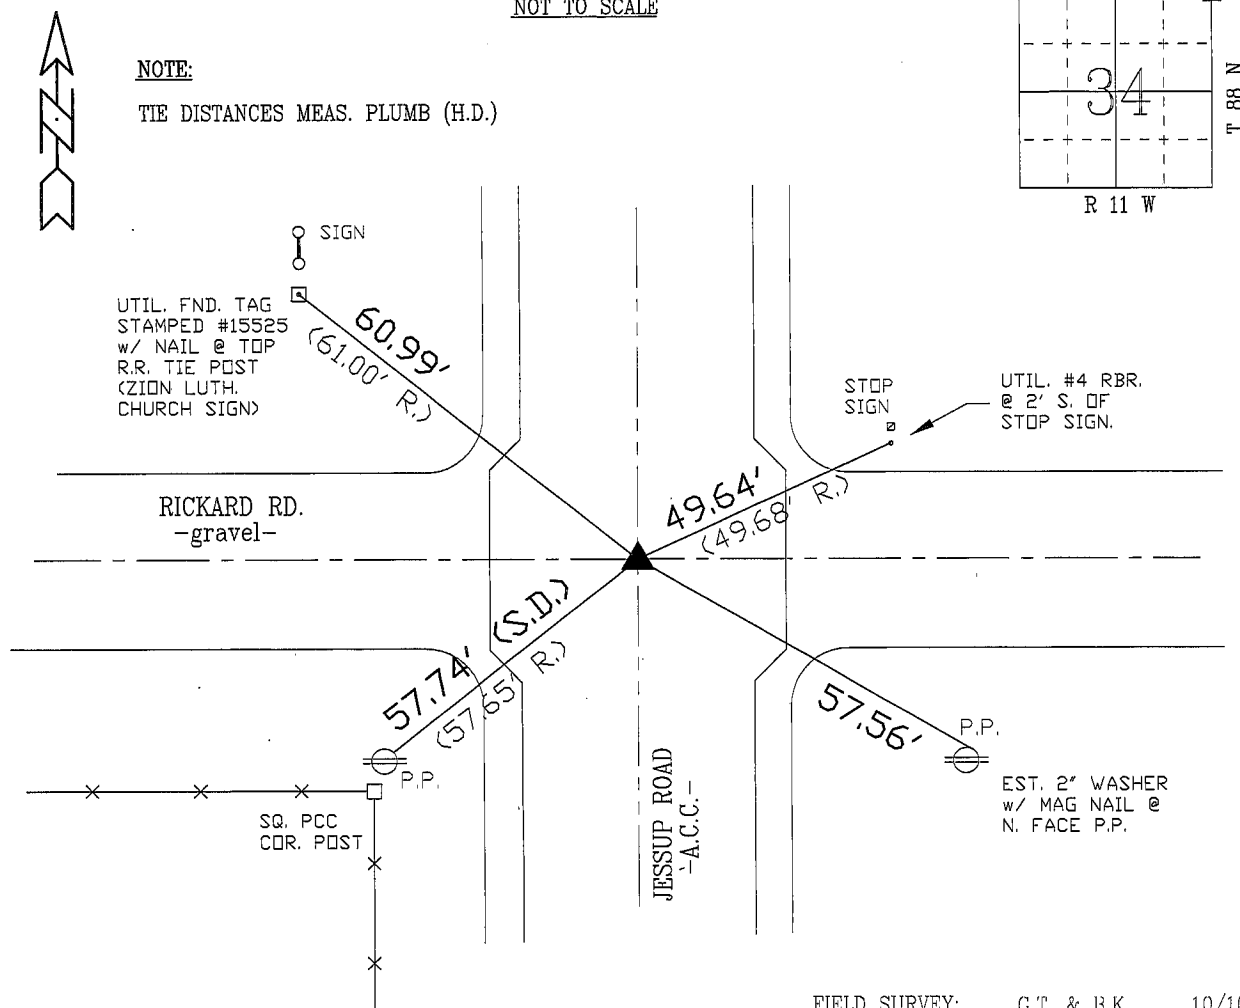 NOT TO SCALE
N
NOTE:
TIE DISTANCES MEAS. PLUMB (H.D.)
34
T 88 N
R 11 W
SIGN
UTIL. FND. TAG
STAMPED #15525
w/ NAIL @ TOP
R.R. TIE POST
(ZION LUTH.
CHURCH SIGN)
60.99'
(61.00' R.)
STOP
SIGN
UTIL. #4 RBR.
@ 2' S. OF
STOP SIGN.
49.64'
(49.68' R.)
RICKARD RD.
-gravel-
57.74' (S.D.)
(57.65' R.)
57.56'
P.P.
P.P.
EST. 2" WASHER
w/ MAG NAIL @
N. FACE P.P.
SQ. PCC
COR. POST
JESSUP ROAD
-A.C.C.-
FIELD SURVEY: